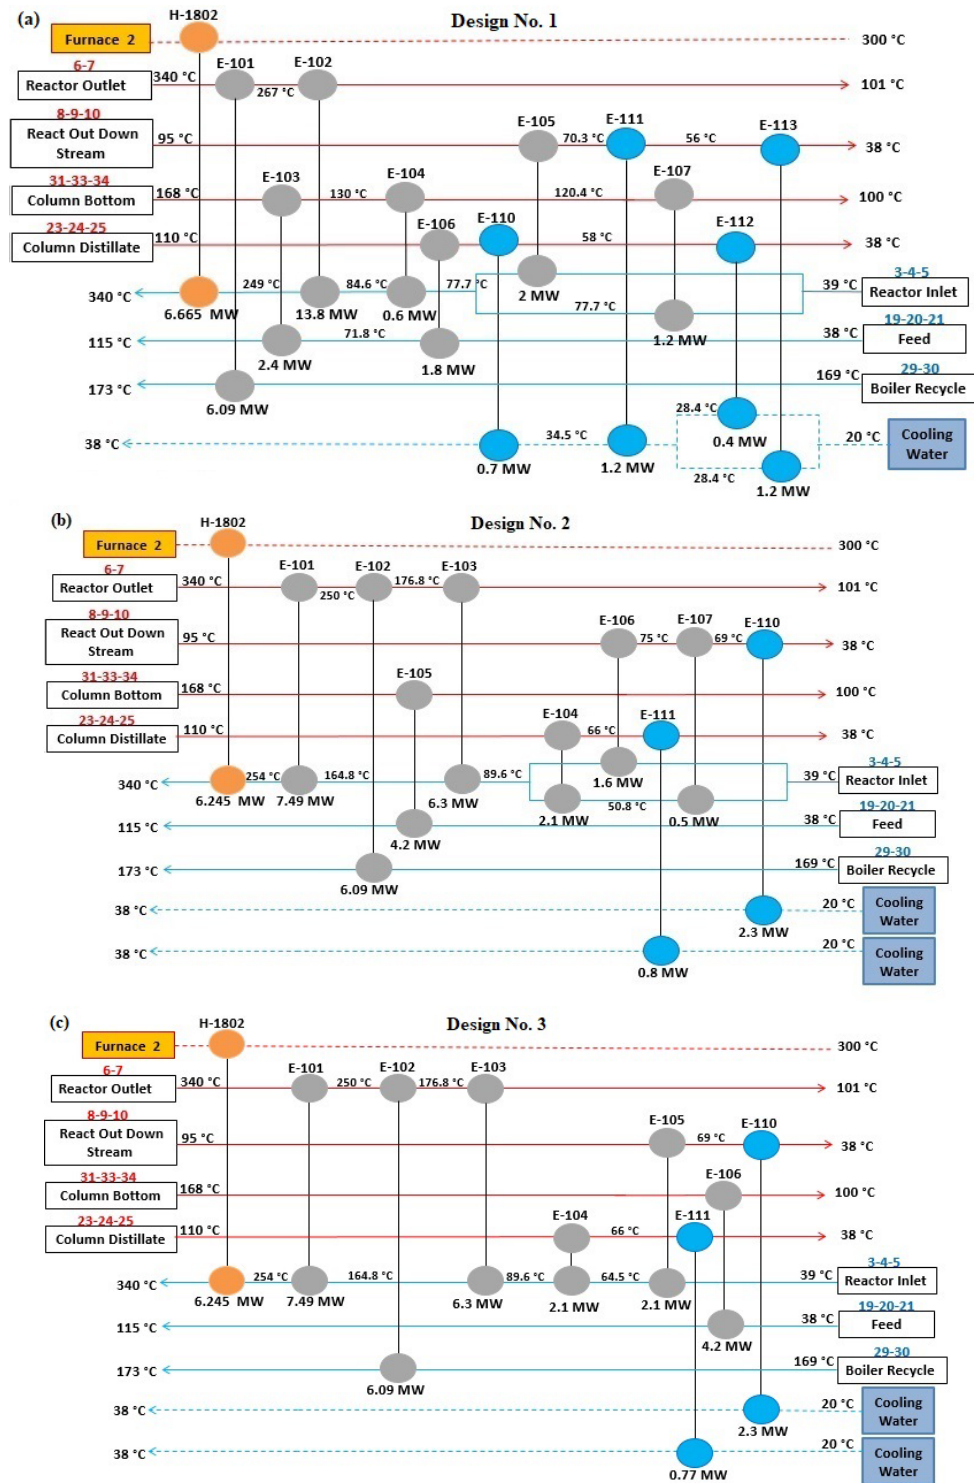 (a)
Design No. 1
H-1802
Furnace 2
300 °C
6-7
Reactor Outlet
340 °C
E-101
267 °C
E-102
101 °C
8-9-10
React Out Down
Stream
95 °C
E-105
70.3 °C
E-111
56 °C
E-113
38 °C
31-33-34
Column Bottom
168 °C
E-103
130 °C
E-104
120.4 °C
E-107
100 °C
23-24-25
Column Distillate
110 °C
E-106
E-110
58 °C
E-112
38 °C
340 °C
6.665 MW
249 °C
13.8 MW
84.6 °C
0.6 MW
77.7 °C
2 MW
77.7 °C
1.2 MW
39 °C
3-4-5
Reactor Inlet
115 °C
2.4 MW
71.8 °C
1.8 MW
38 °C
19-20-21
Feed
173 °C
6.09 MW
169 °C
29-30
Boiler Recycle
38 °C
0.7 MW
34.5 °C
1.2 MW
28.4 °C
0.4 MW
28.4 °C
1.2 MW
20 °C
Cooling
Water
(b)
Design No. 2
H-1802
Furnace 2
300 °C
6-7
Reactor Outlet
340 °C
E-101
250 °C
E-102
176.8 °C
E-103
101 °C
8-9-10
React Out Down
Stream
95 °C
E-106
75 °C
E-107
69 °C
E-110
38 °C
31-33-34
Column Bottom
168 °C
E-105
100 °C
23-24-25
Column Distillate
110 °C
E-104
66 °C
E-111
38 °C
340 °C
6.245 MW
254 °C
7.49 MW
164.8 °C
6.3 MW
89.6 °C
1.6 MW
2.1 MW
50.8 °C
0.5 MW
39 °C
3-4-5
Reactor Inlet
115 °C
4.2 MW
38 °C
19-20-21
Feed
173 °C
6.09 MW
169 °C
29-30
Boiler Recycle
38 °C
2.3 MW
20 °C
Cooling
Water
38 °C
0.8 MW
20 °C
Cooling
Water
(c)
Design No. 3
H-1802
Furnace 2
300 °C
6-7
Reactor Outlet
340 °C
E-101
250 °C
E-102
176.8 °C
E-103
101 °C
8-9-10
React Out Down
Stream
95 °C
E-105
69 °C
E-110
38 °C
31-33-34
Column Bottom
168 °C
E-106
100 °C
23-24-25
Column Distillate
110 °C
E-104
66 °C
E-111
38 °C
340 °C
6.245 MW
254 °C
7.49 MW
164.8 °C
6.3 MW
89.6 °C
2.1 MW
64.5 °C
2.1 MW
39 °C
3-4-5
Reactor Inlet
115 °C
4.2 MW
38 °C
19-20-21
Feed
173 °C
6.09 MW
169 °C
29-30
Boiler Recycle
38 °C
2.3 MW
20 °C
Cooling
Water
38 °C
0.77 MW
20 °C
Cooling
Water